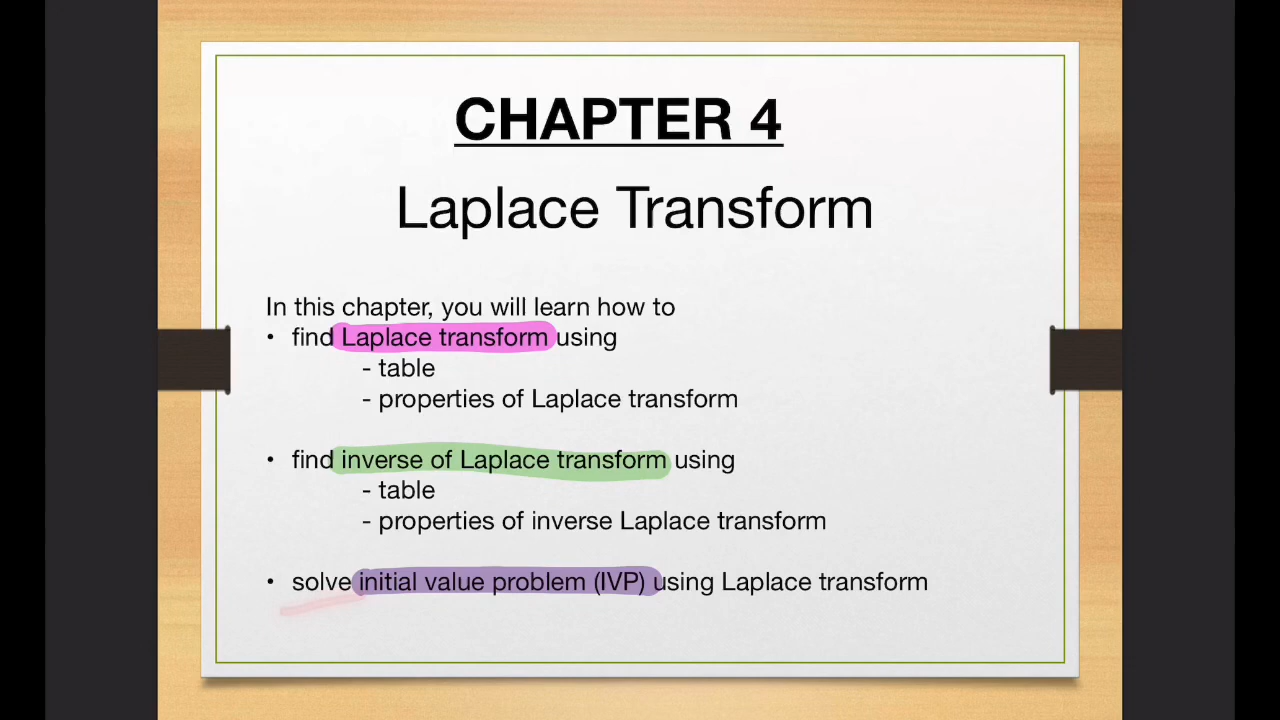 CHAPTER 4
Laplace Transform
In this chapter, you will learn how to
• find Laplace transform using
- table
- properties of Laplace transform
• find inverse of Laplace transform using
- table
- properties of inverse Laplace transform
• solve initial value problem (IVP) using Laplace transform